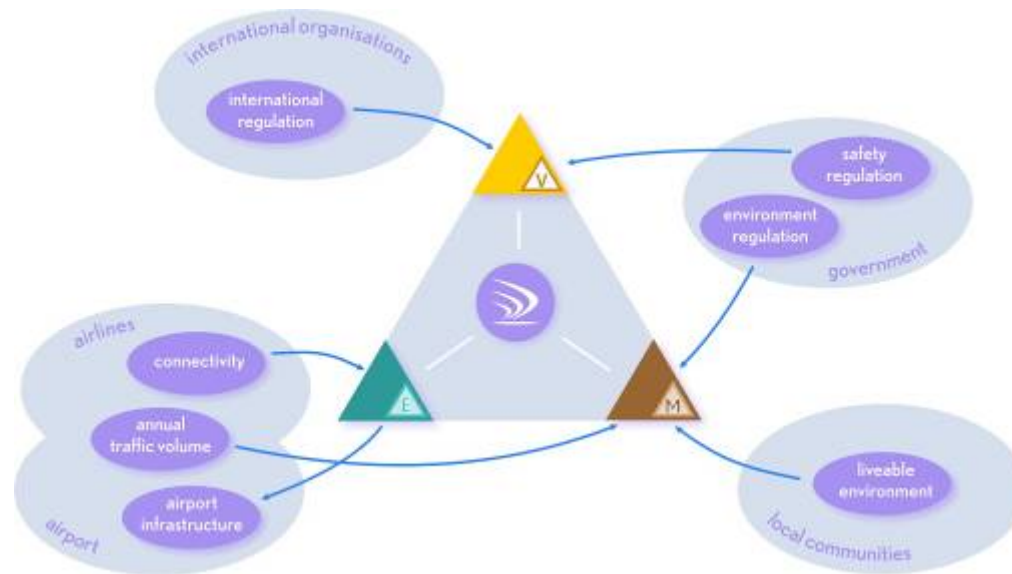 international organisations
international
regulation
V
safety
regulation
environment
regulation
government
airlines
connectivity
annual
traffic volume
airport
infrastructure
airport
E
M
liveable
environment
local communities